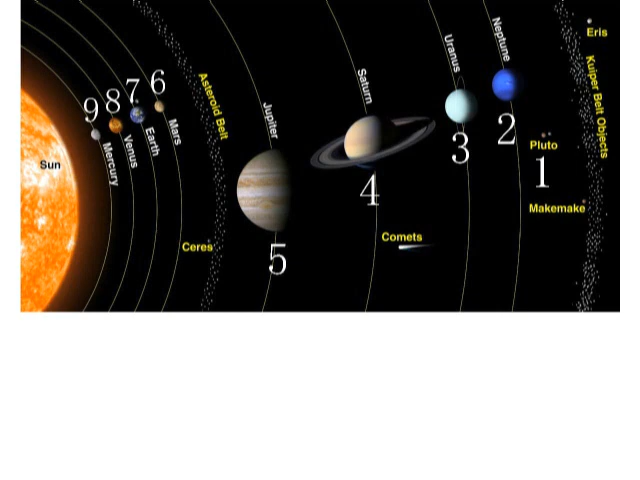 Eris
Neptune
Uranus
Kuiper Belt Objects
Saturn
Asteroid Belt
Jupiter
6
7
8
9
Mars
Earth
Venus
Mercury
Sun
2
3
Pluto
1
4
Makemake
Comets
Ceres
5